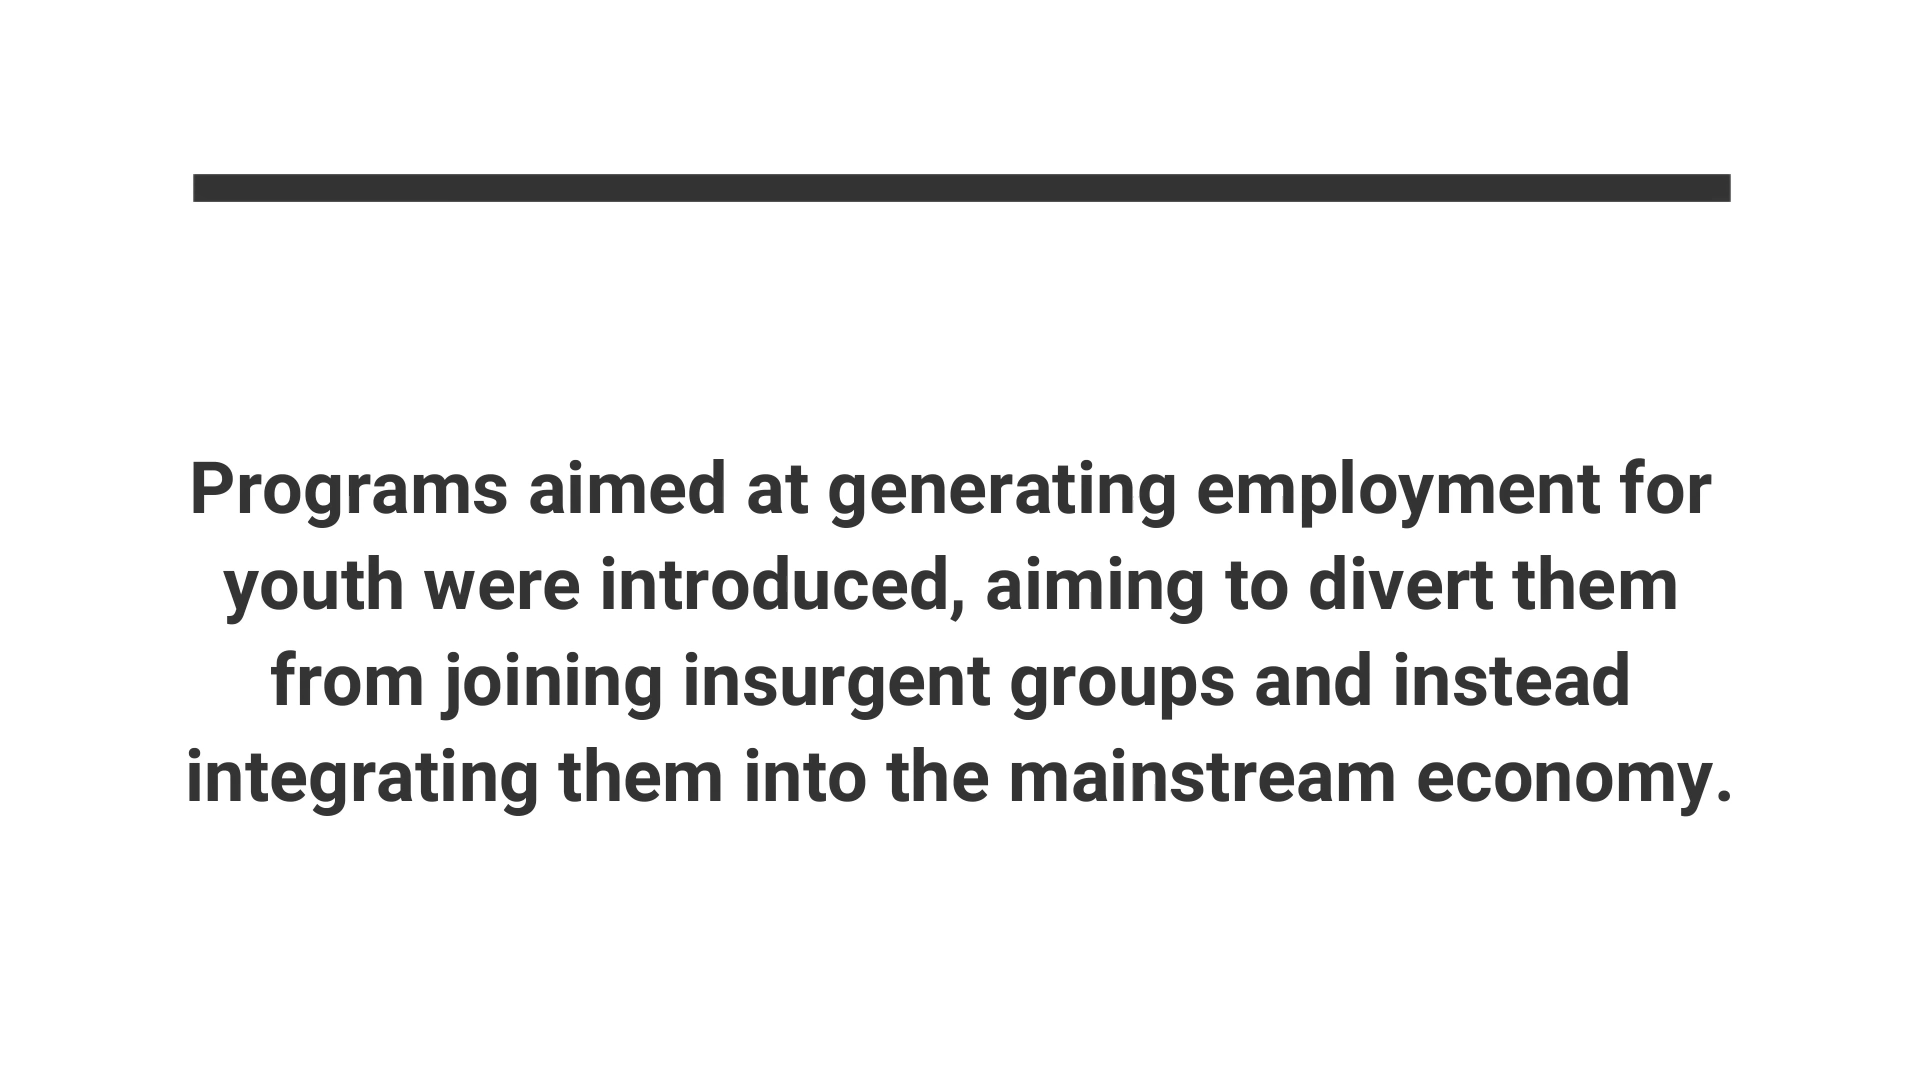 Programs aimed at generating employment for
youth were introduced, aiming to divert them
from joining insurgent groups and instead
integrating them into the mainstream economy.